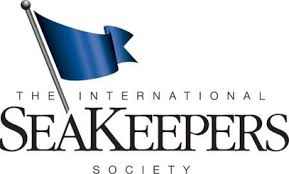 THE INTERNATIONAL
SEAKEEPERS
SOCIETY